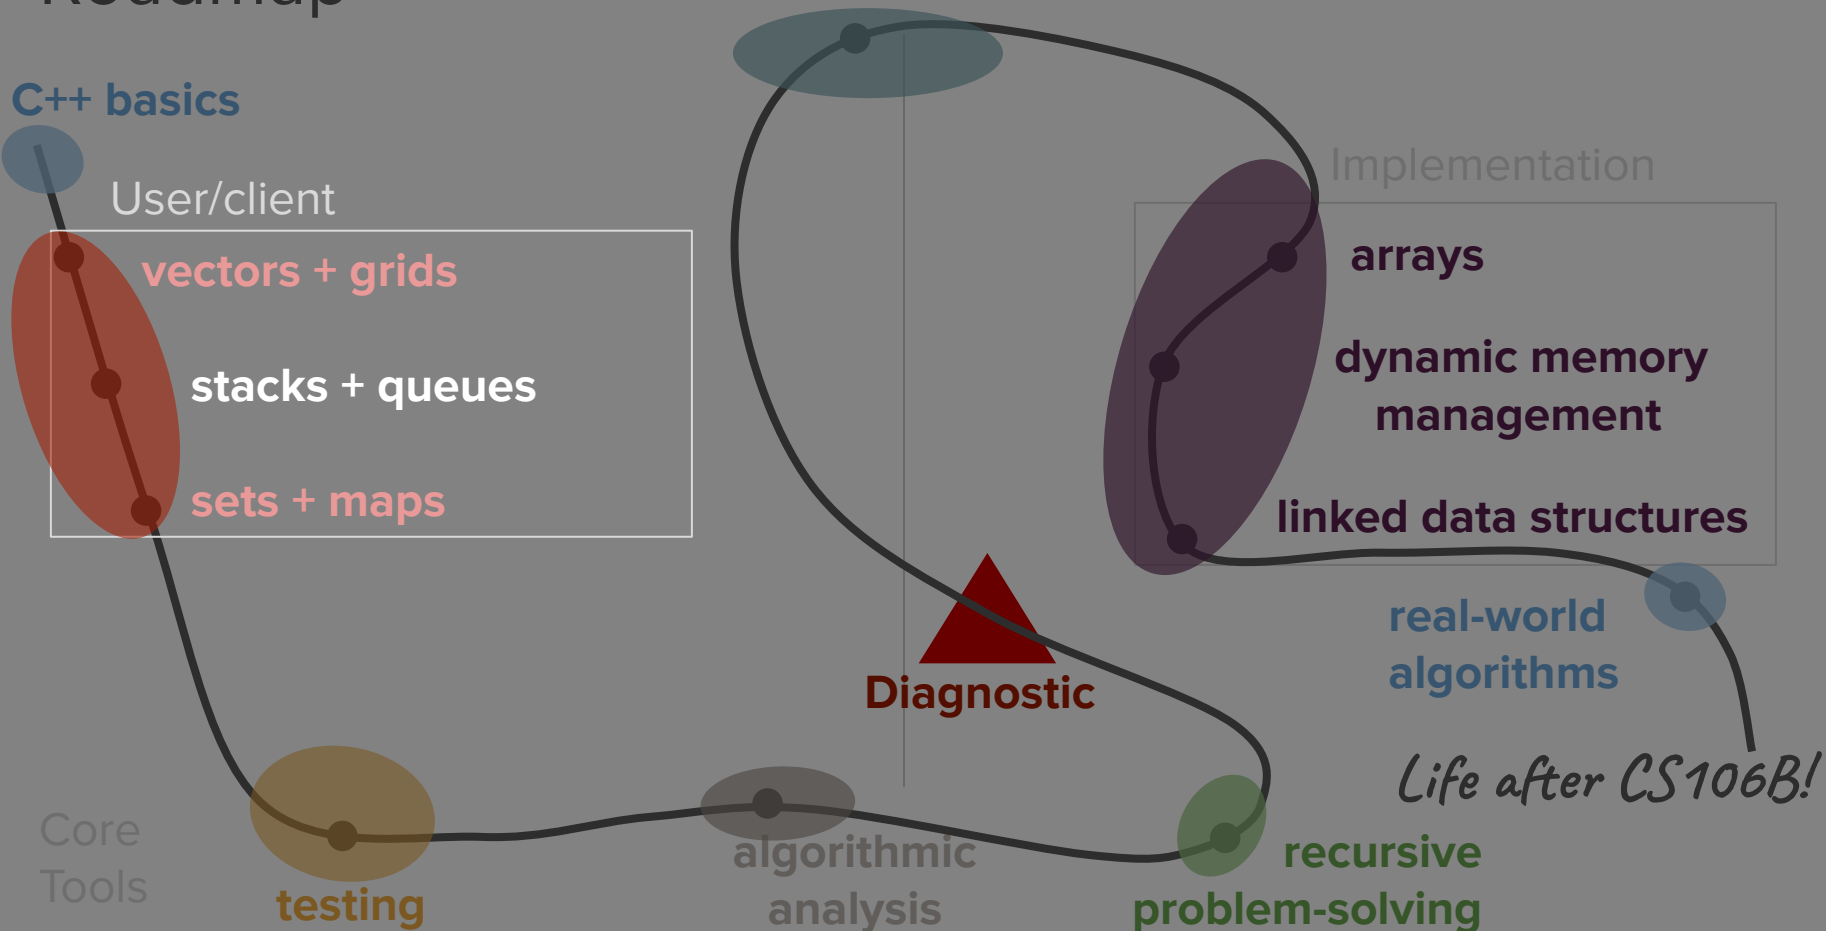 Roadmap
C++ basics
User/client
vectors + grids
stacks + queues
sets + maps
Implementation
arrays
dynamic memory
management
linked data structures
real-world
algorithms
Diagnostic
Life after CS106B!
Core
Tools
testing
algorithmic
analysis
recursive
problem-solving